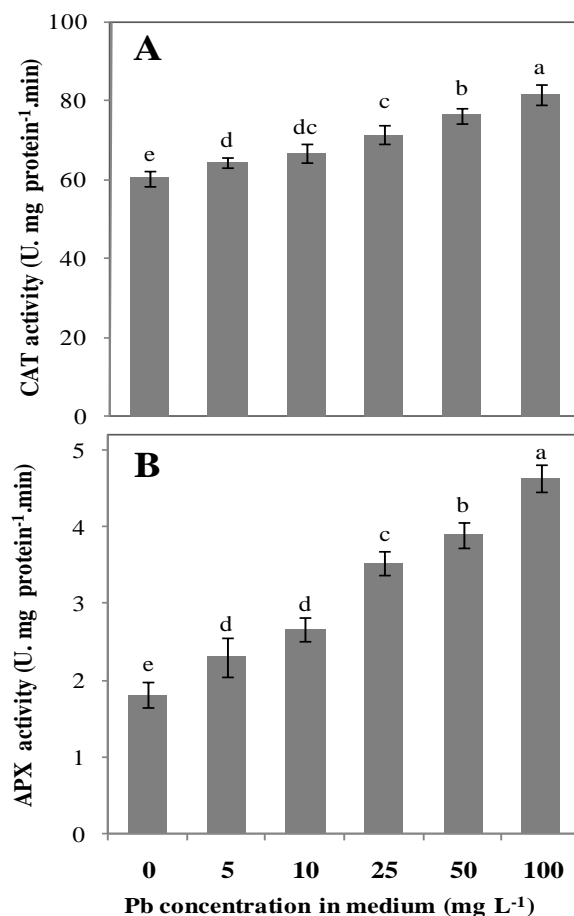 A
CAT activity (U. mg protein⁻¹.min)
100
80
60
40
20
0
e
d
dc
c
b
a
B
APX activity (U. mg protein⁻¹.min)
5
4
3
2
1
0
e
d
d
c
b
a
0 5 10 25 50 100
Pb concentration in medium (mg L⁻¹)